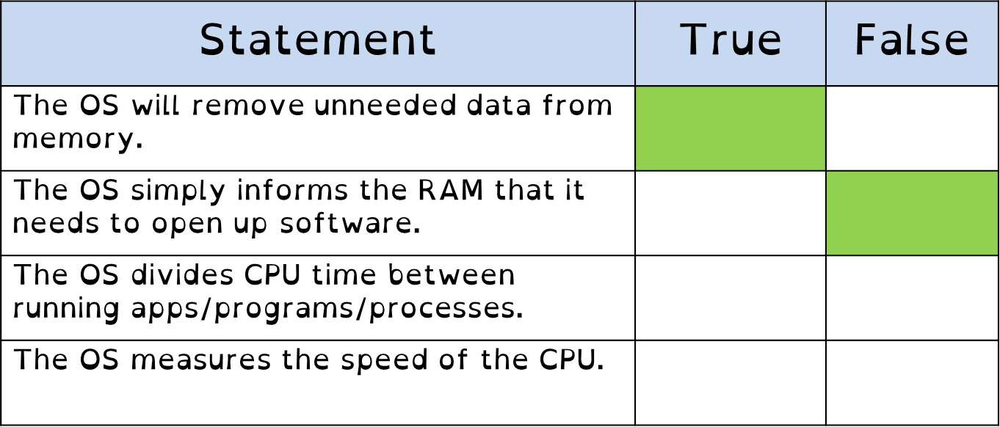 Statement True False
The OS will remove unneeded data from
memory.
The OS simply informs the RAM that it
needs to open up software.
The OS divides CPU time between
running apps/programs/processes.
The OS measures the speed of the CPU.